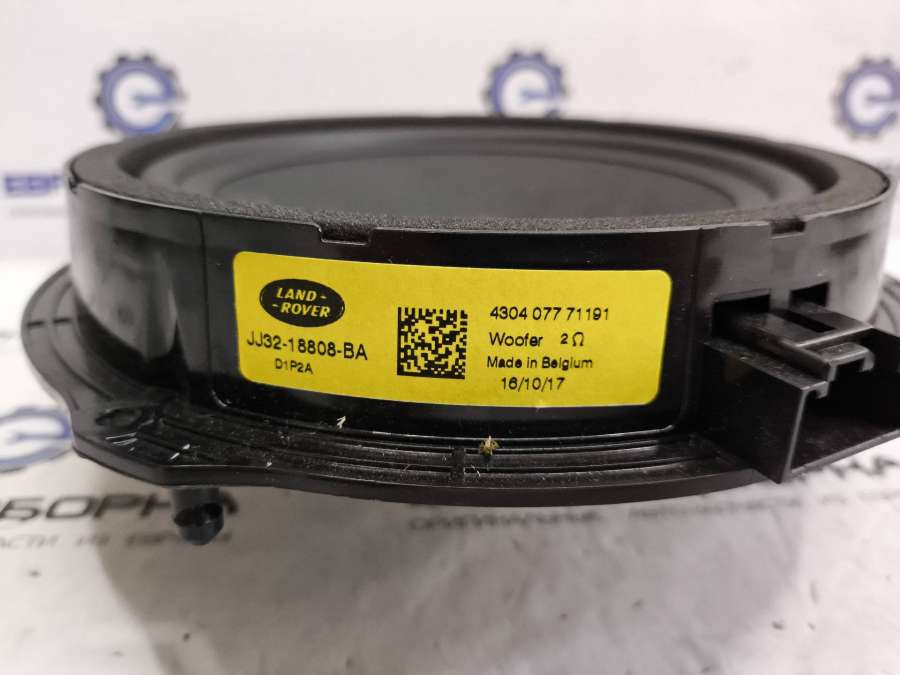 LAND-
-ROVER
JJ32-18808-BA
D1P2A
4304 077 71191
Woofer 2Ω
Made in Belgium
16/10/17